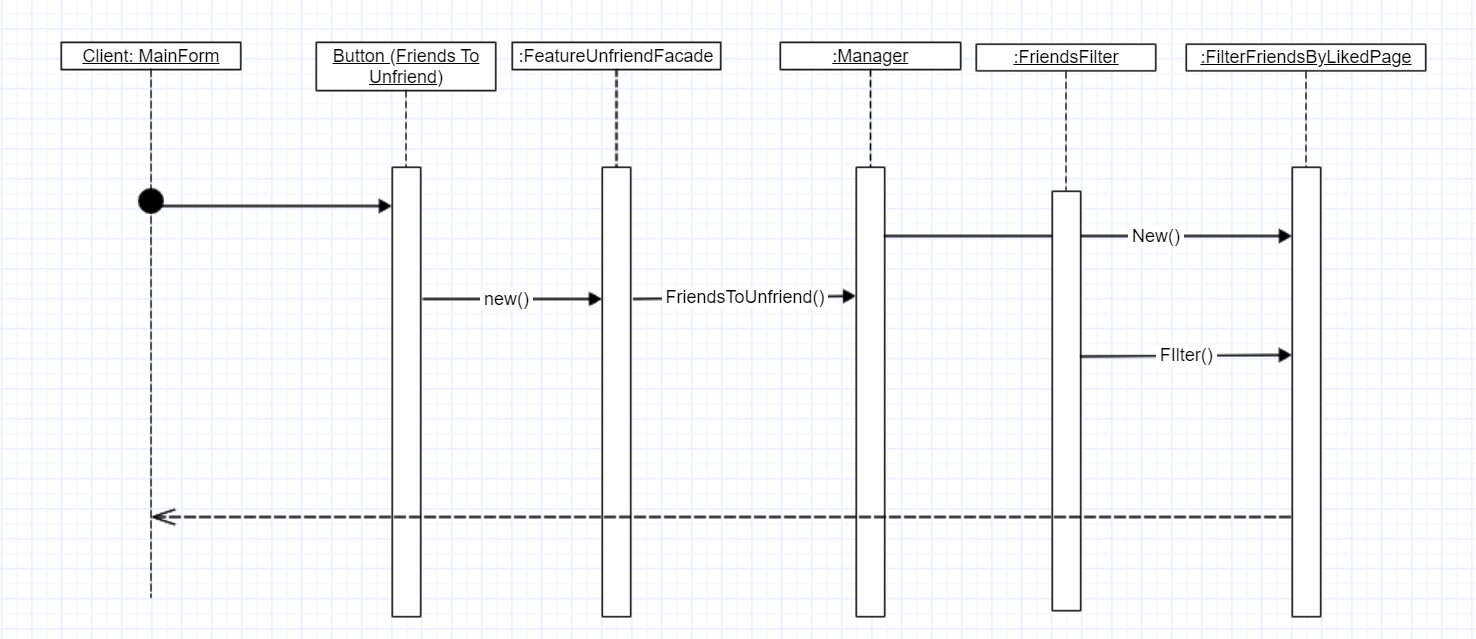 Client: MainForm
Button (Friends To
Unfriend)
:FeatureUnfriendFacade
:Manager
:FriendsFilter
:FilterFriendsByLikedPage
New()
new()
FriendsToUnfriend()
FIlter()